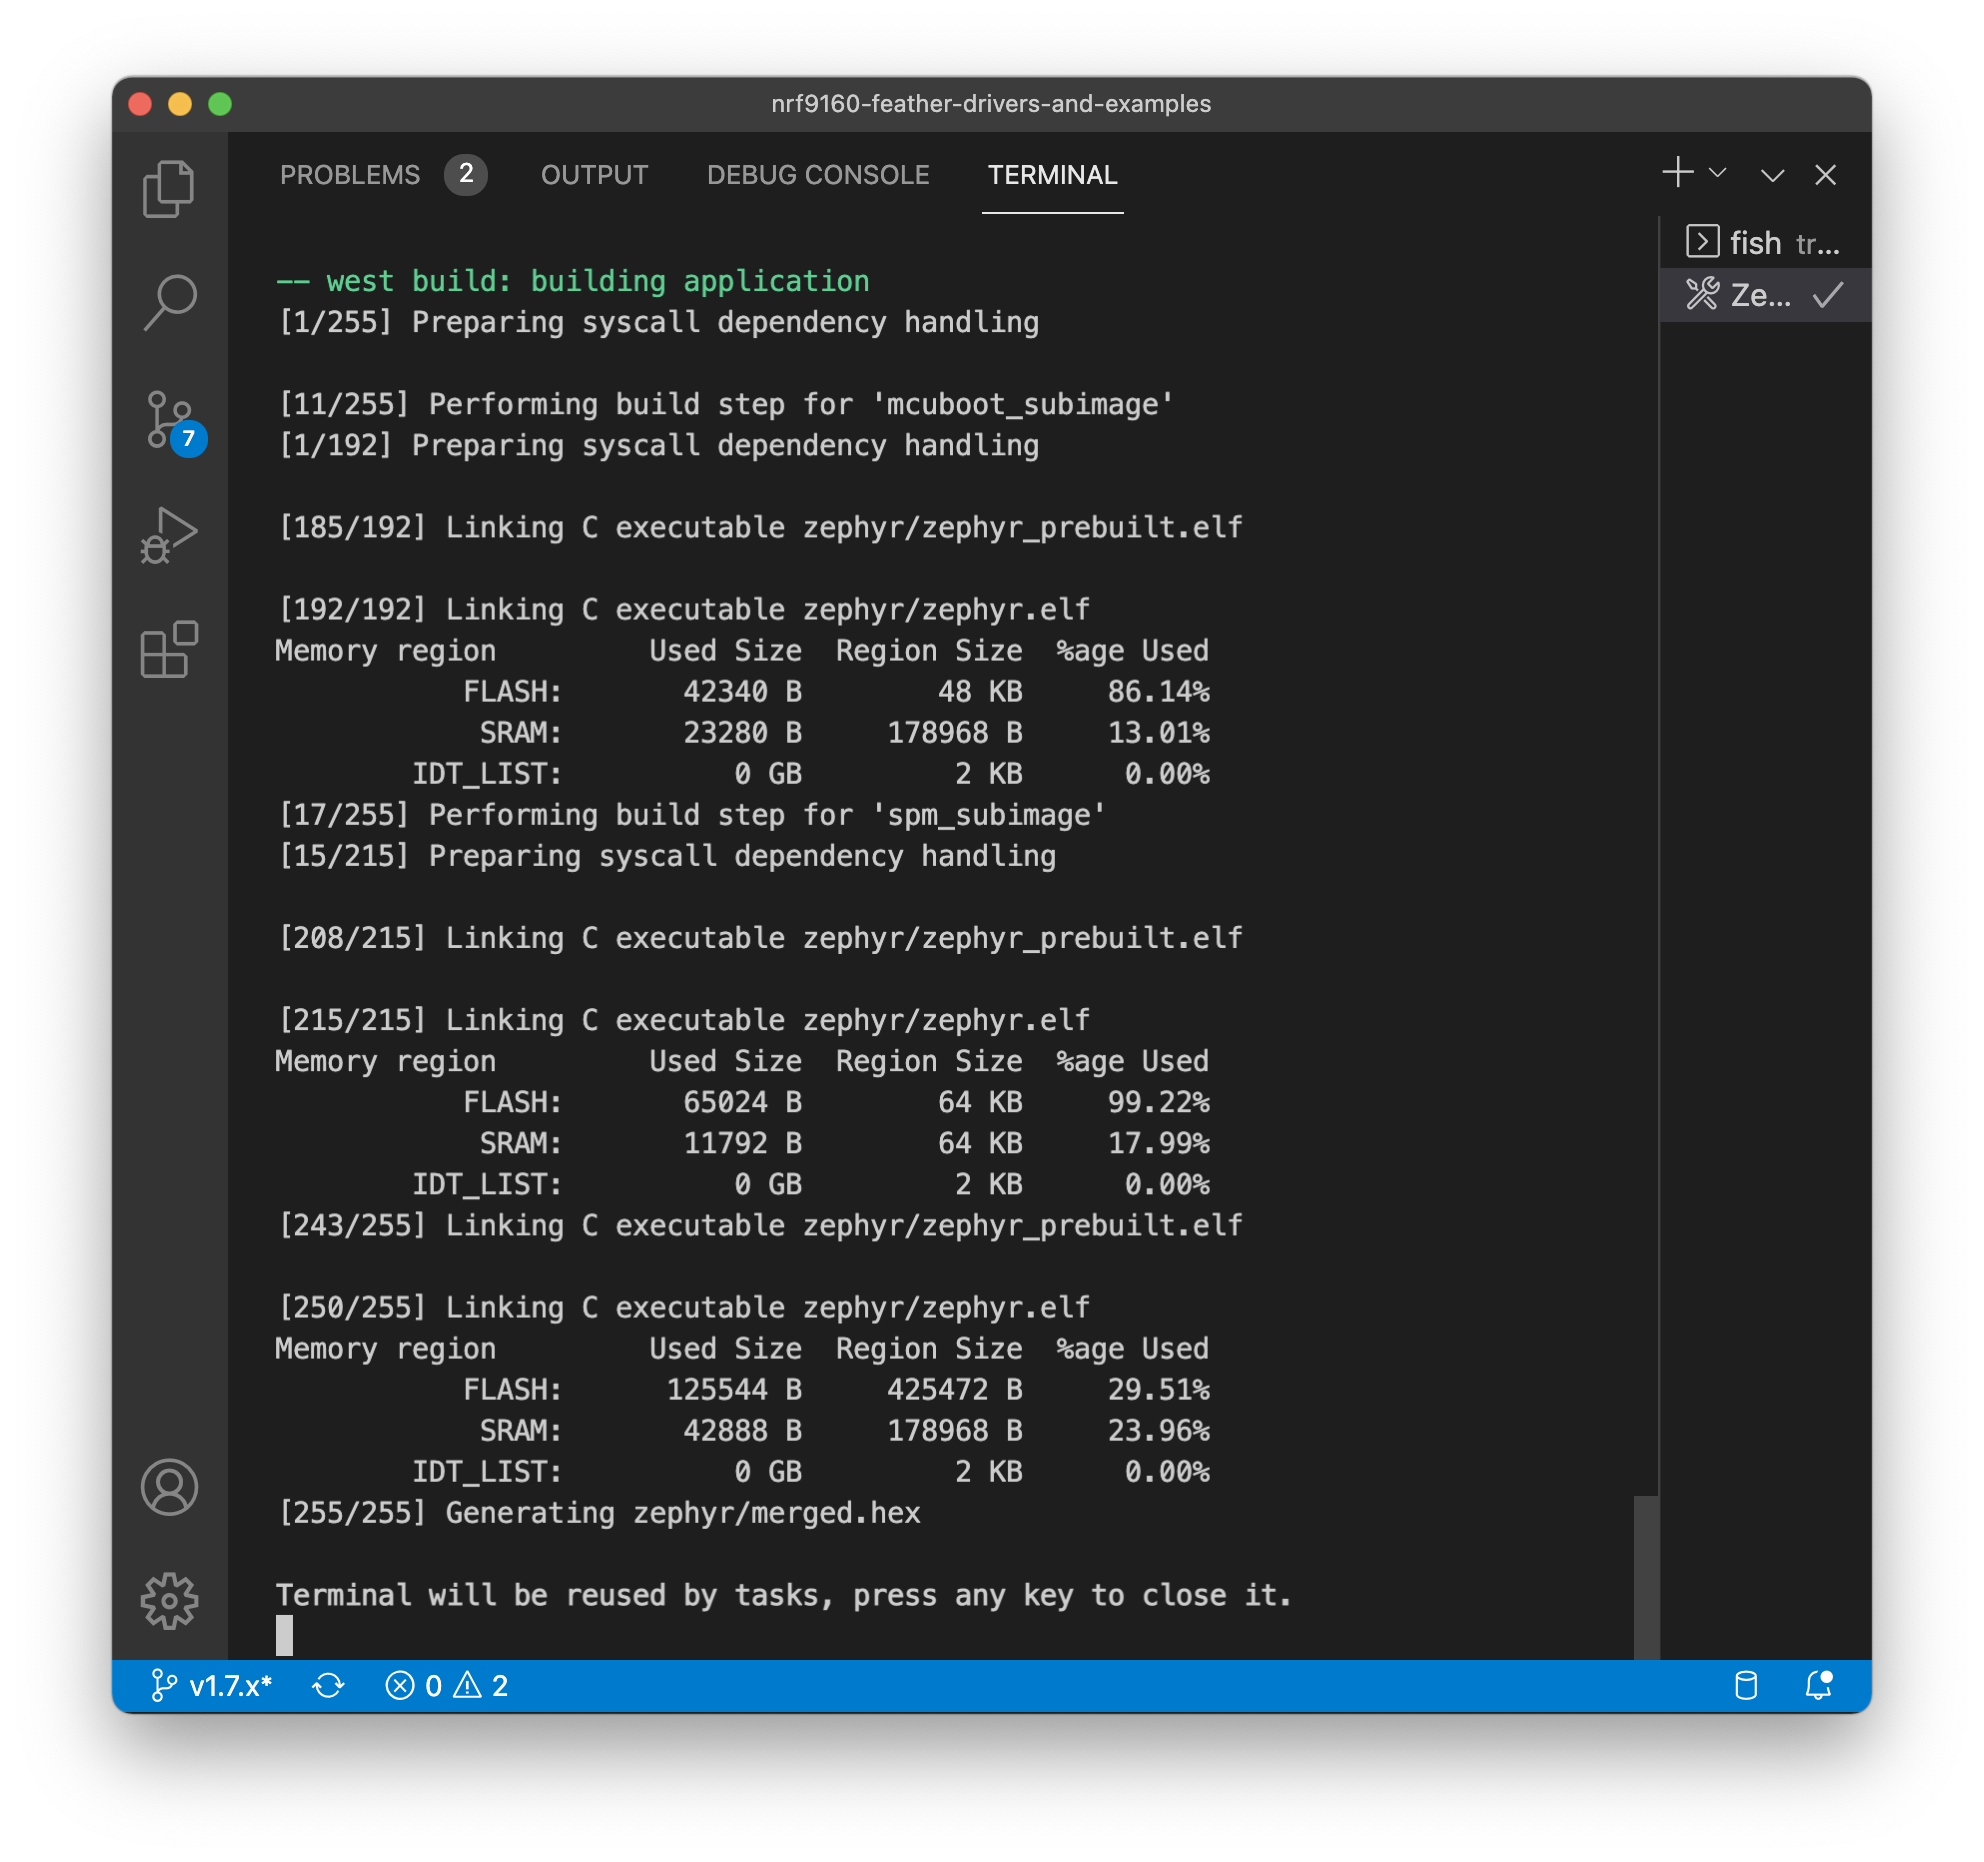 nrf9160-feather-drivers-and-examples
PROBLEMS 2 OUTPUT DEBUG CONSOLE TERMINAL
fish tr...
Ze...
-- west build: building application
[1/255] Preparing syscall dependency handling
[11/255] Performing build step for 'mcuboot_subimage'
[1/192] Preparing syscall dependency handling
[185/192] Linking C executable zephyr/zephyr_prebuilt.elf
[192/192] Linking C executable zephyr/zephyr.elf
Memory region Used Size Region Size %age Used
FLASH: 42340 B 48 KB 86.14%
SRAM: 23280 B 178968 B 13.01%
IDT_LIST: 0 GB 2 KB 0.00%
[17/255] Performing build step for 'spm_subimage'
[15/215] Preparing syscall dependency handling
[208/215] Linking C executable zephyr/zephyr_prebuilt.elf
[215/215] Linking C executable zephyr/zephyr.elf
Memory region Used Size Region Size %age Used
FLASH: 65024 B 64 KB 99.22%
SRAM: 11792 B 64 KB 17.99%
IDT_LIST: 0 GB 2 KB 0.00%
[243/255] Linking C executable zephyr/zephyr_prebuilt.elf
[250/255] Linking C executable zephyr/zephyr.elf
Memory region Used Size Region Size %age Used
FLASH: 125544 B 425472 B 29.51%
SRAM: 42888 B 178968 B 23.96%
IDT_LIST: 0 GB 2 KB 0.00%
[255/255] Generating zephyr/merged.hex
Terminal will be reused by tasks, press any key to close it.
7
v1.7.x* 0 2